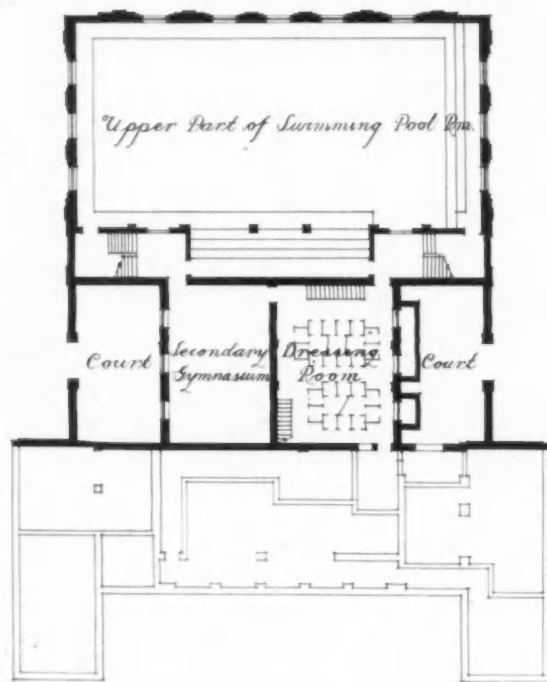 Upper Part of Swimming Pool Rm.
Court
Secondary
Gymnasium
Dressing
Room
Court